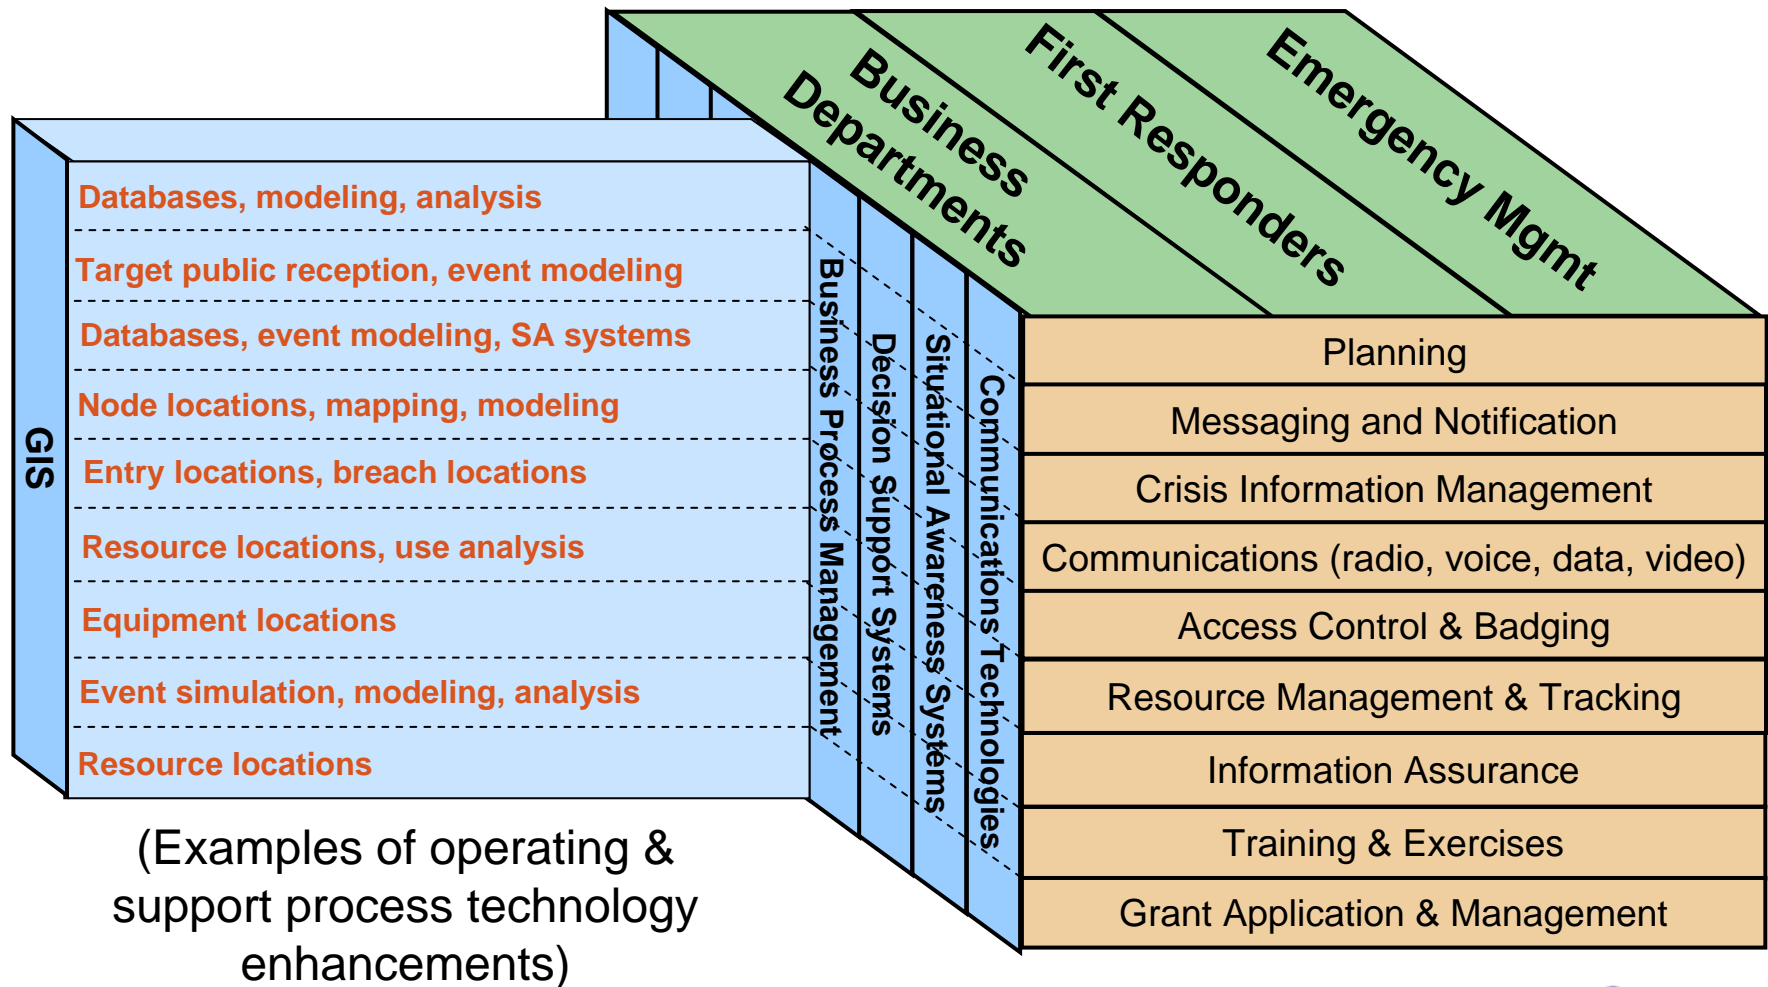 Business
Departments
First Responders
Emergency Mgmt
GIS
Databases, modeling, analysis
Target public reception, event modeling
Databases, event modeling, SA systems
Node locations, mapping, modeling
Entry locations, breach locations
Resource locations, use analysis
Equipment locations
Event simulation, modeling, analysis
Resource locations
Business Process Management
Decision Support Systems
Situational Awareness Systems
Communications Technologies
Planning
Messaging and Notification
Crisis Information Management
Communications (radio, voice, data, video)
Access Control & Badging
Resource Management & Tracking
Information Assurance
Training & Exercises
Grant Application & Management
(Examples of operating &
support process technology
enhancements)